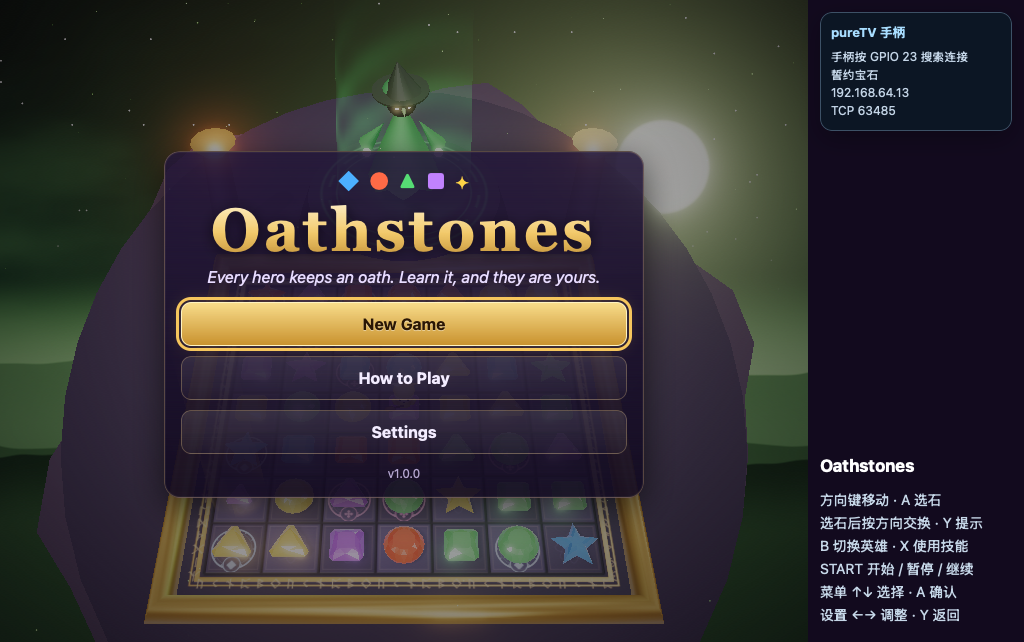 Oathstones
Every hero keeps an oath. Learn it, and they are yours.
New Game
How to Play
Settings
v1.0.0
pureTV 手柄
手柄按 GPIO 23 搜索连接
誓约宝石
192.168.64.13
TCP 63485
Oathstones
方向键移动 · A 选石
选石后按方向交换 · Y 提示
B 切换英雄 · X 使用技能
START 开始 / 暂停 / 继续
菜单 ↑↓ 选择 · A 确认
设置 ←→ 调整 · Y 返回